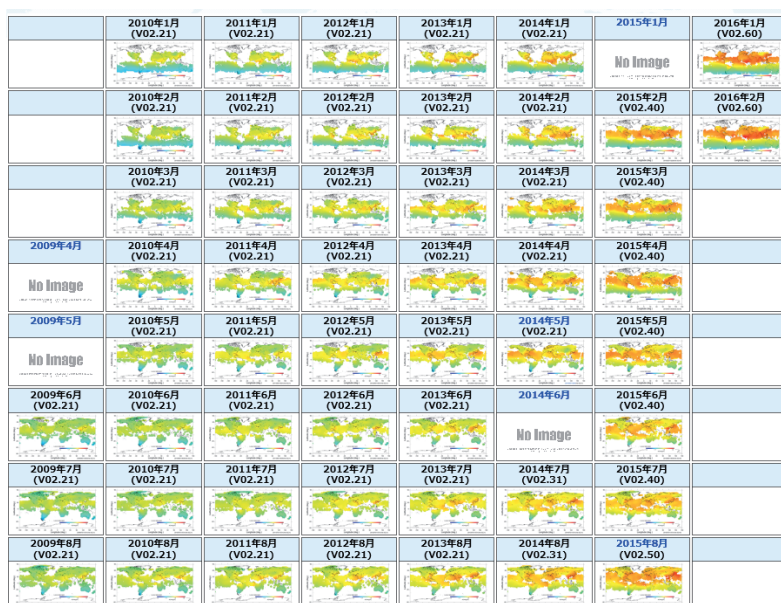 2010年1月 2011年1月 2012年1月 2013年1月 2014年1月 2015年1月 2016年1月
(V02.21) (V02.21) (V02.21) (V02.21) (V02.21) (V02.60)
No Image
2010年2月 2011年2月 2012年2月 2013年2月 2014年2月 2015年2月 2016年2月
(V02.21) (V02.21) (V02.21) (V02.21) (V02.21) (V02.40) (V02.60)
2010年3月 2011年3月 2012年3月 2013年3月 2014年3月 2015年3月
(V02.21) (V02.21) (V02.21) (V02.21) (V02.21) (V02.40)
2009年4月 2010年4月 2011年4月 2012年4月 2013年4月 2014年4月 2015年4月
(V02.21) (V02.21) (V02.21) (V02.21) (V02.21) (V02.40)
No Image
2009年5月 2010年5月 2011年5月 2012年5月 2013年5月 2014年5月 2015年5月
(V02.21) (V02.21) (V02.21) (V02.21) (V02.21) (V02.40)
No Image
2009年6月 2010年6月 2011年6月 2012年6月 2013年6月 2014年6月 2015年6月
(V02.21) (V02.21) (V02.21) (V02.21) (V02.21) (V02.40)
No Image
2009年7月 2010年7月 2011年7月 2012年7月 2013年7月 2014年7月 2015年7月
(V02.21) (V02.21) (V02.21) (V02.21) (V02.21) (V02.31) (V02.40)
2009年8月 2010年8月 2011年8月 2012年8月 2013年8月 2014年8月 2015年8月
(V02.21) (V02.21) (V02.21) (V02.21) (V02.21) (V02.31) (V02.50)